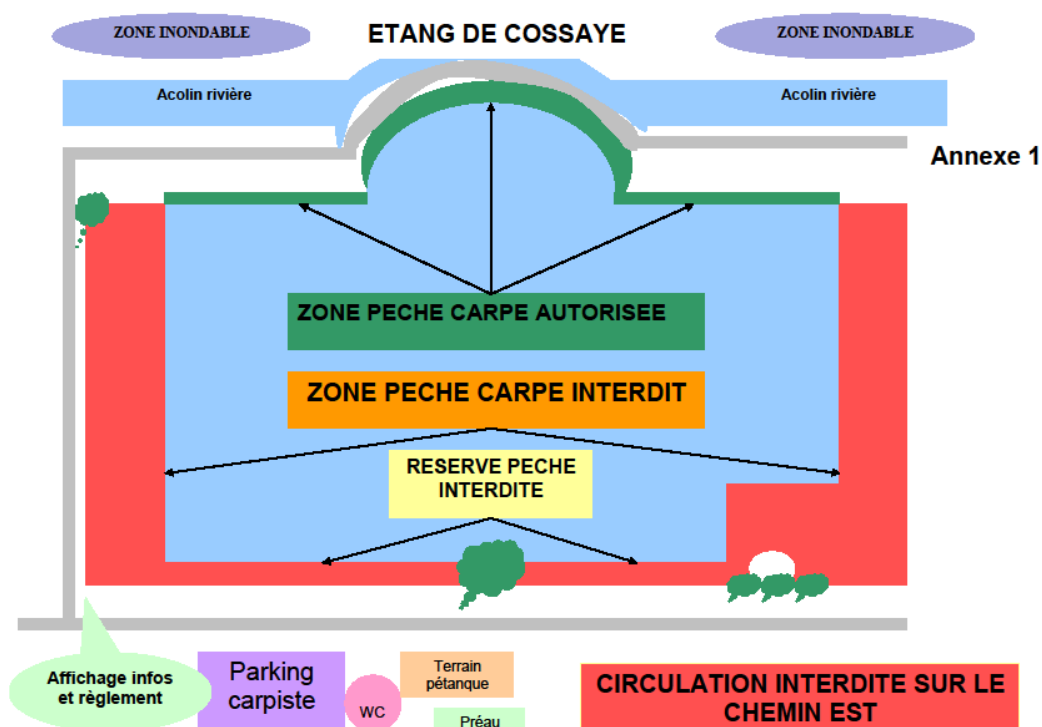 ZONE INONDABLE
ETANG DE COSSAYE
ZONE INONDABLE
Acolin rivière
Acolin rivière
Annexe 1
ZONE PECHE CARPE AUTORISEE
ZONE PECHE CARPE INTERDIT
RESERVE PECHE
INTERDITE
Affichage infos
et règlement
Parking
carpiste
WC
Terrain
pétanque
Préau
CIRCULATION INTERDITE SUR LE
CHEMIN EST